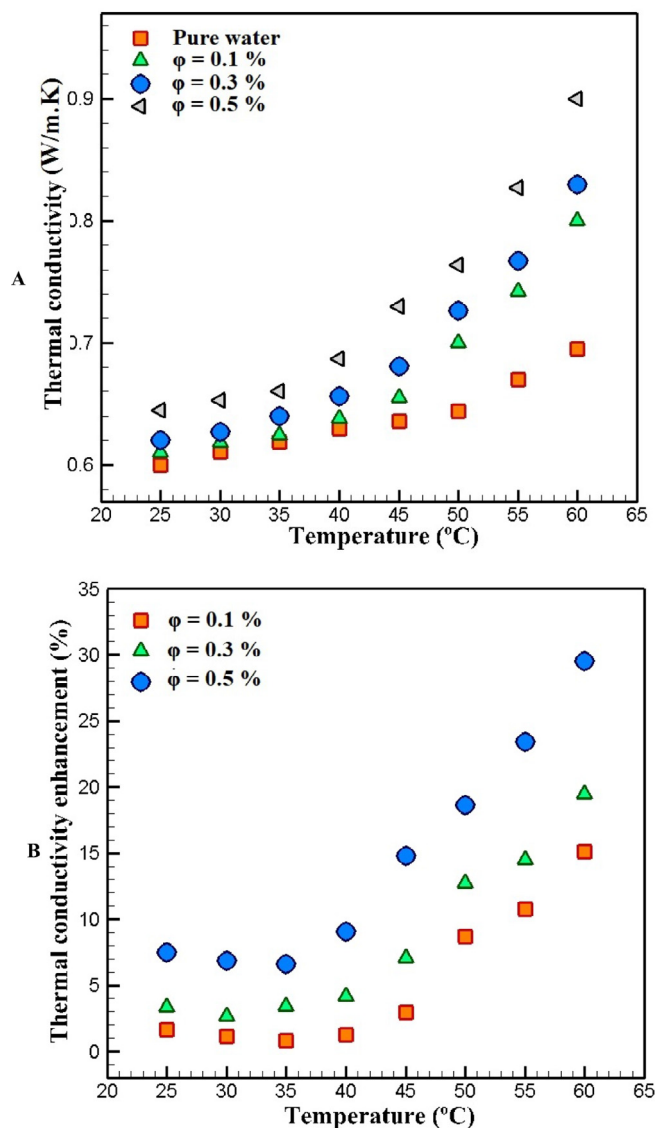 Pure water
φ = 0.1 %
φ = 0.3 %
φ = 0.5 %
0.9
0.8
0.7
0.6
Thermal conductivity (W/m.K)
A
20 25 30 35 40 45 50 55 60 65
Temperature (ºC)
35
30
25
20
15
10
5
0
φ = 0.1 %
φ = 0.3 %
φ = 0.5 %
Thermal conductivity enhancement (%)
B
20 25 30 35 40 45 50 55 60 65
Temperature (ºC)